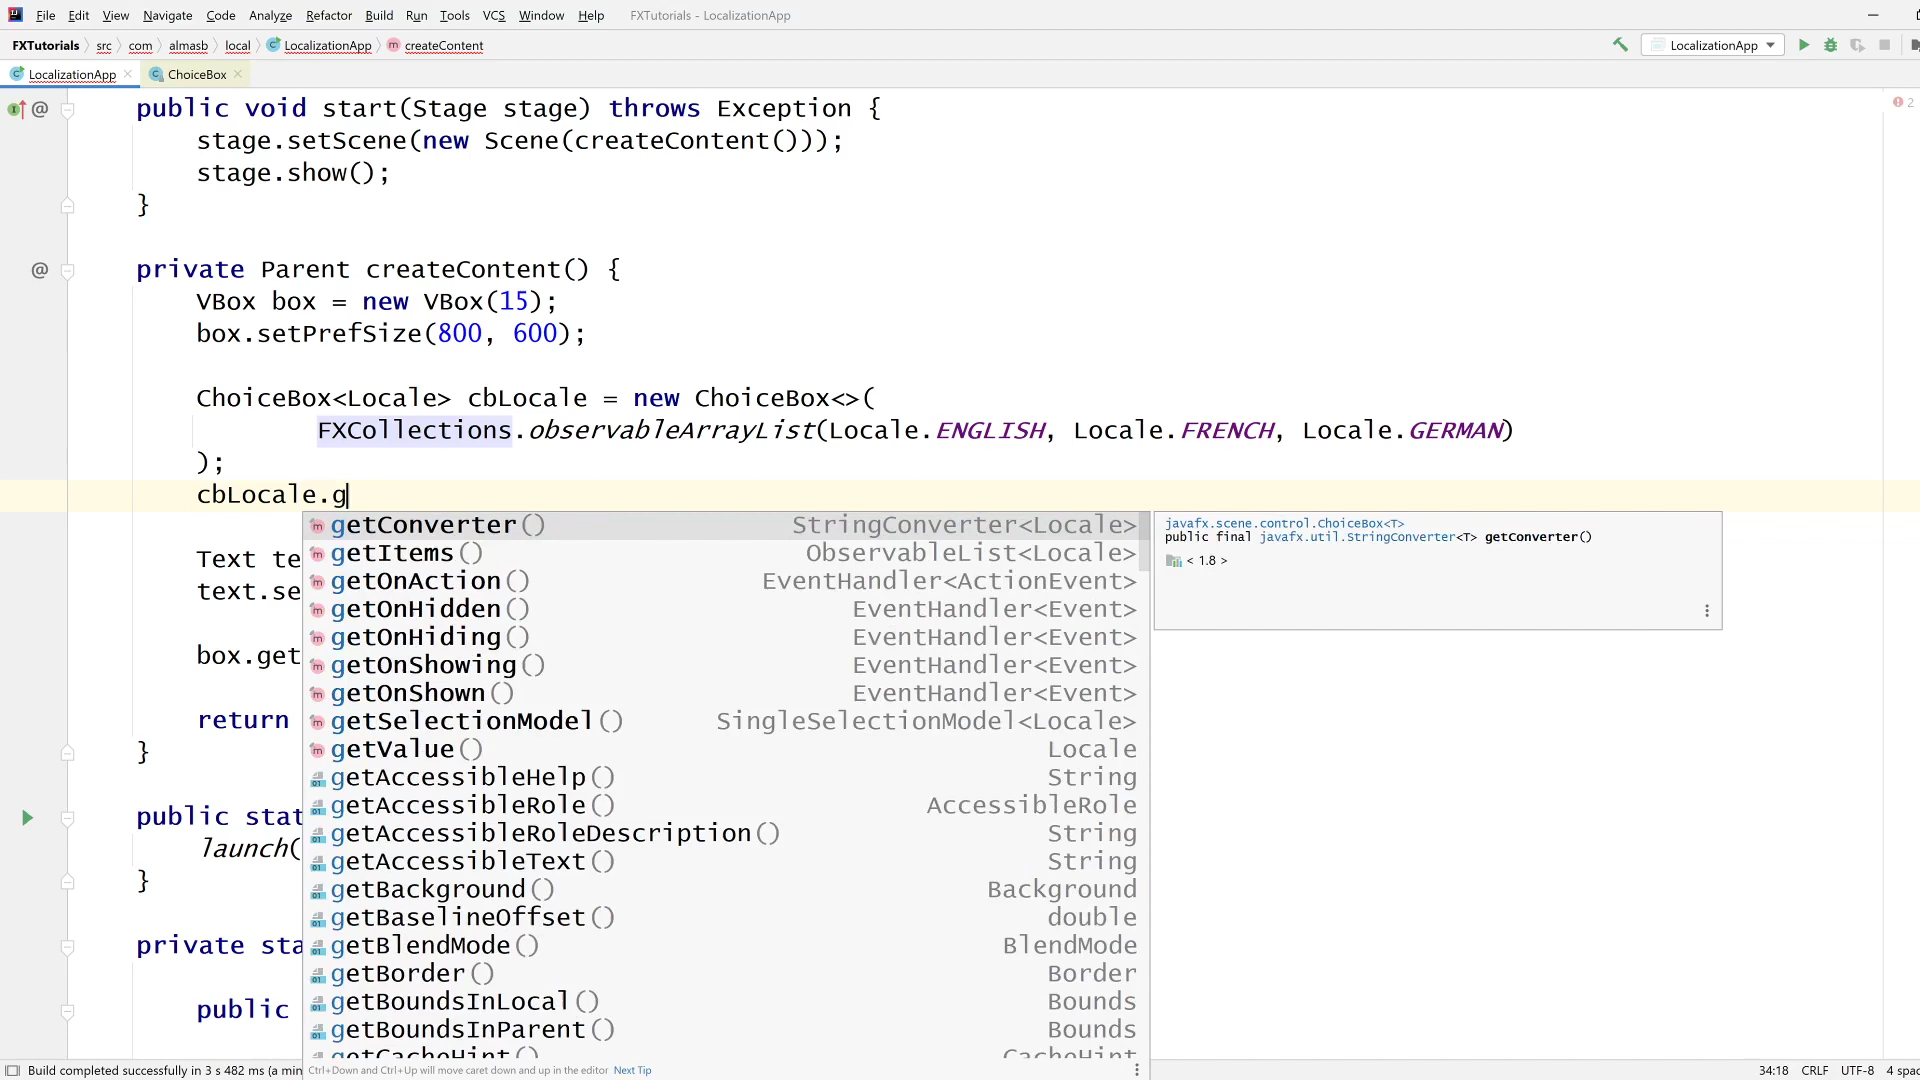 File Edit View Navigate Code Analyze Refactor Build Run Tools VCS Window Help FXTutorials - LocalizationApp
FXTutorials src com almasb local LocalizationApp createContent LocalizationApp
LocalizationApp ChoiceBox
public void start(Stage stage) throws Exception {
2
stage.setScene(new Scene(createContent()));
stage.show();
}
private Parent createContent() {
VBox box = new VBox(15);
box.setPrefSize(800, 600);
ChoiceBox<Locale> cbLocale = new ChoiceBox<>(
FXCollections.observableArrayList(Locale.ENGLISH, Locale.FRENCH, Locale.GERMAN)
);
cbLocale.g
getConverter() StringConverter<Locale>
getItems() ObservableList<Locale>
getOnAction() EventHandler<ActionEvent>
getOnHidden() EventHandler<Event>
getOnHiding() EventHandler<Event>
getOnShowing() EventHandler<Event>
getOnShown() EventHandler<Event>
getSelectionModel() SingleSelectionModel<Locale>
getValue() Locale
getAccessibleHelp() String
getAccessibleRole() AccessibleRole
getAccessibleRoleDescription() String
getAccessibleText() String
getBackground() Background
getBaselineOffset() double
getBlendMode() BlendMode
getBorder() Border
getBoundsInLocal() Bounds
getBoundsInParent() Bounds
getCacheHint() CacheHint
Ctrl+Down and Ctrl+Up will move caret down and up in the editor Next Tip
javafx.scene.control.ChoiceBox<T>
public final javafx.util.StringConverter<T> getConverter()
< 1.8 >
Text te
text.se
box.get
return
}
public stat
launch(
}
private sta
public
Build completed successfully in 3 s 482 ms (a min
34:18 CRLF UTF-8 4 spac